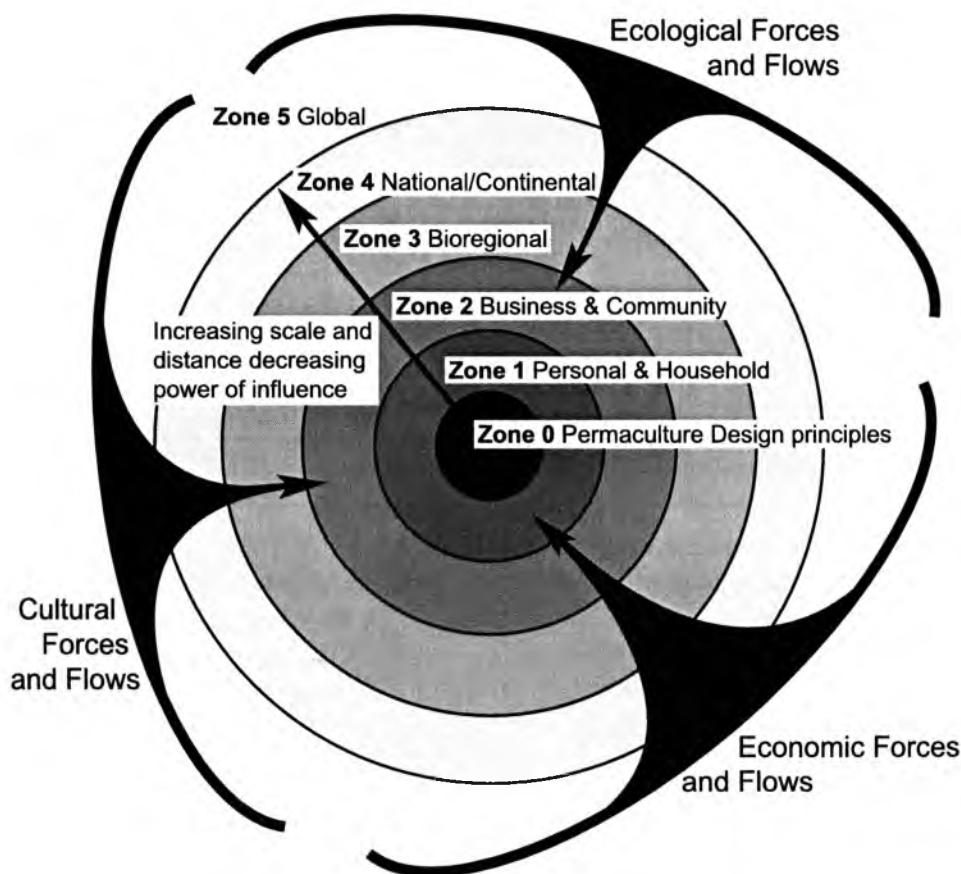 Ecological Forces
and Flows
Zone 5 Global
Zone 4 National/Continental
Zone 3 Bioregional
Zone 2 Business & Community
Increasing scale and
distance decreasing
power of influence
Zone 1 Personal & Household
Zone 0 Permaculture Design principles
Cultural
Forces
and Flows
Economic Forces
and Flows